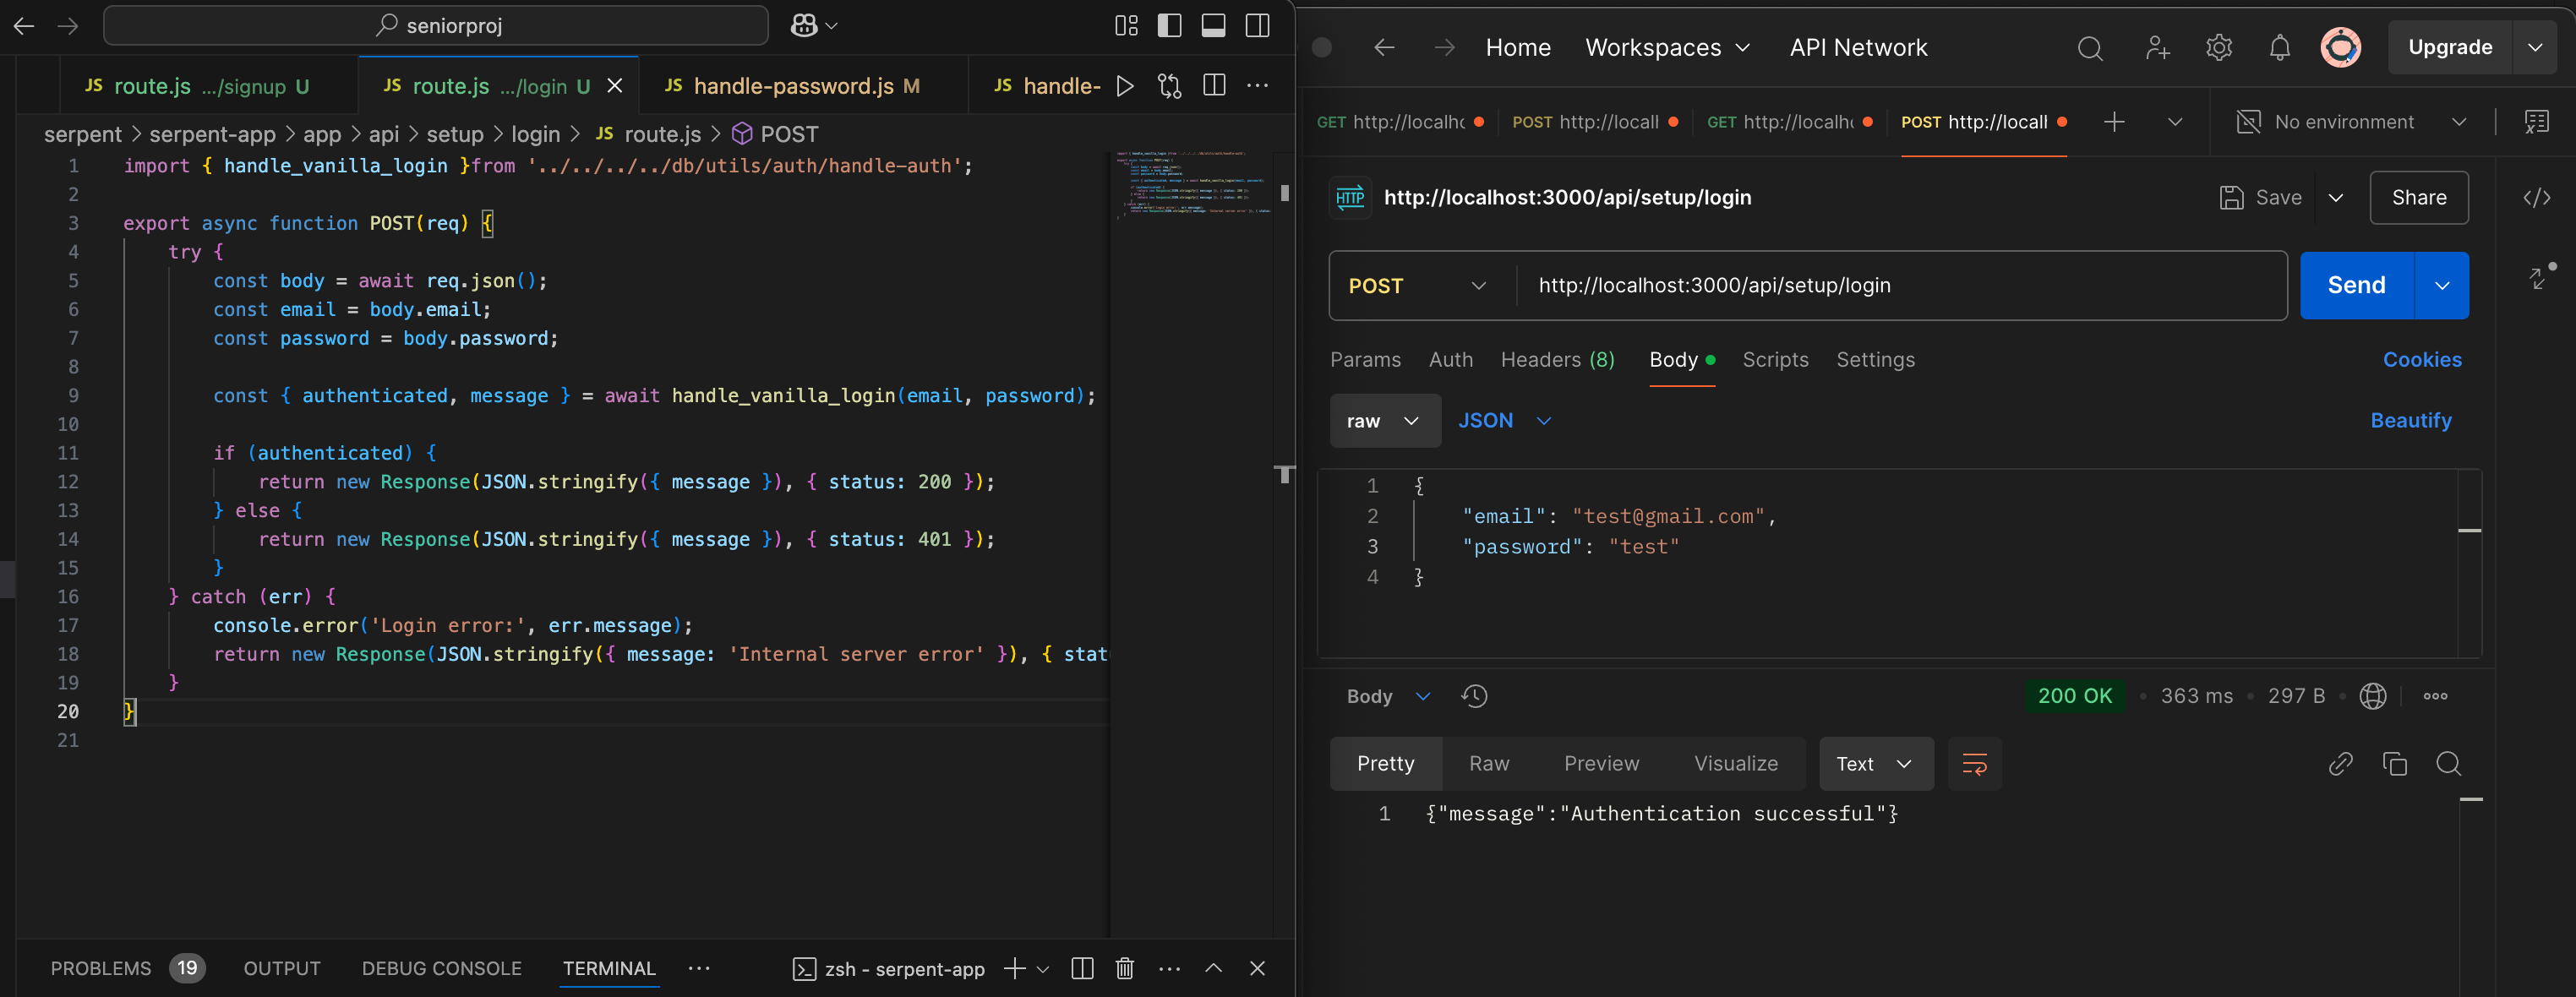 seniorproj
JS route.js .../signup U
JS route.js .../login U
JS handle-password.js M
JS handle-
serpent > serpent-app > app > api > setup > login > JS route.js > POST
1 import { handle_vanilla_login }from '../../../../db/utils/auth/handle-auth';
2
3 export async function POST(req) {
4 try {
5 const body = await req.json();
6 const email = body.email;
7 const password = body.password;
8
9 const { authenticated, message } = await handle_vanilla_login(email, password);
10
11 if (authenticated) {
12 return new Response(JSON.stringify({ message }), { status: 200 });
13 } else {
14 return new Response(JSON.stringify({ message }), { status: 401 });
15 }
16 } catch (err) {
17 console.error('Login error:', err.message);
18 return new Response(JSON.stringify({ message: 'Internal server error' }), { stat
19 }
20 }
21
PROBLEMS 19 OUTPUT DEBUG CONSOLE TERMINAL ··· zsh - serpent-app
Home Workspaces API Network Upgrade
GET http://localhc POST http://locall GET http://localh POST http://locall No environment
HTTP http://localhost:3000/api/setup/login Save Share
POST http://localhost:3000/api/setup/login Send
Params Auth Headers (8) Body Scripts Settings Cookies
raw JSON Beautify
1 {
2 "email": "test@gmail.com",
3 "password": "test"
4 }
Body 200 OK • 363 ms • 297 B
Pretty Raw Preview Visualize Text
1 {"message":"Authentication successful"}